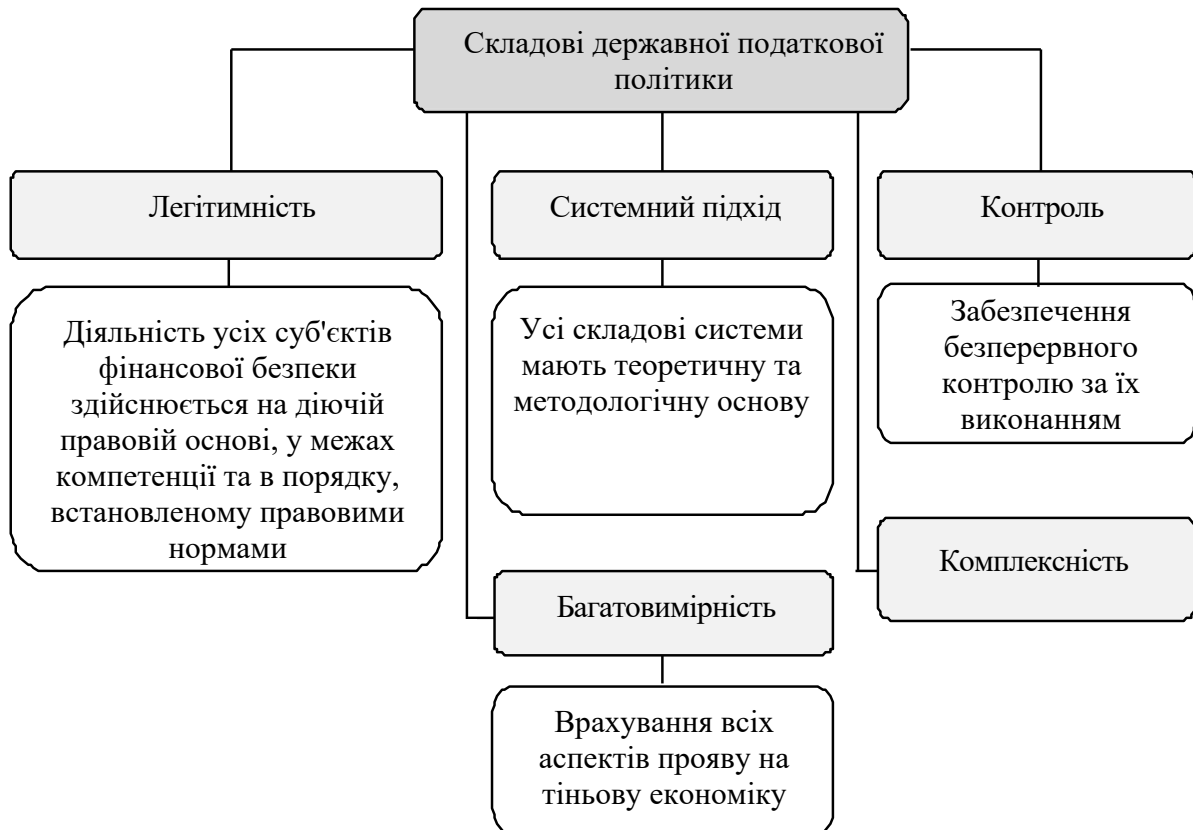 Складові державної податкової
політики
Легітимність
Системний підхід
Контроль
Діяльність усіх суб'єктів
фінансової безпеки
здійснюється на діючій
правовій основі, у межах
компетенції та в порядку,
встановленому правовими
нормами
Усі складові системи
мають теоретичну та
методологічну основу
Забезпечення
безперервного
контролю за їх
виконанням
Комплексність
Багатовимірність
Врахування всіх
аспектів прояву на
тіньову економіку